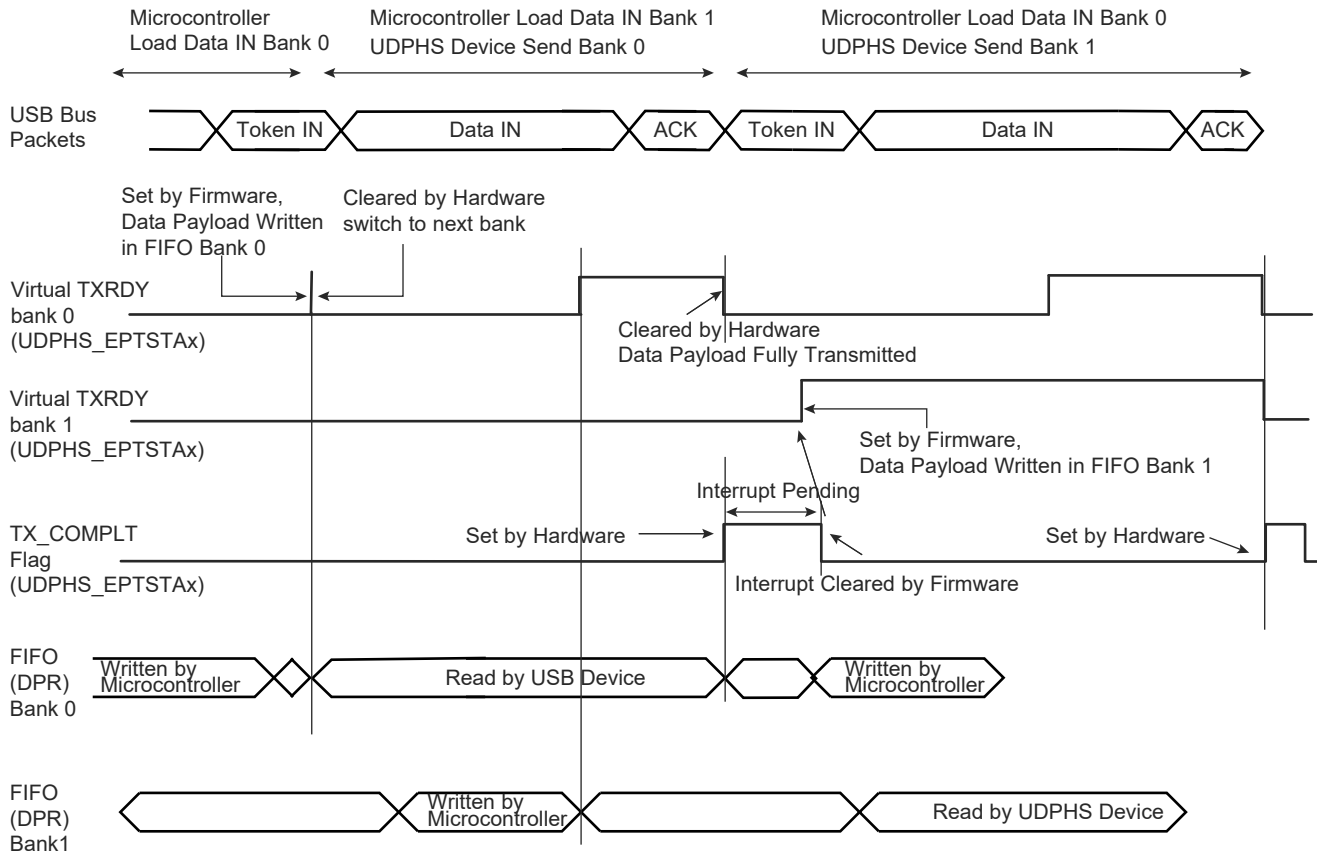 Microcontroller
Load Data IN Bank 0
Microcontroller Load Data IN Bank 1
UDPHS Device Send Bank 0
Microcontroller Load Data IN Bank 0
UDPHS Device Send Bank 1
USB Bus
Packets
Token IN
Data IN
ACK
Token IN
Data IN
ACK
Set by Firmware,
Data Payload Written
in FIFO Bank 0
Cleared by Hardware
switch to next bank
Virtual TXRDY
bank 0
(UDPHS_EPTSTAx)
Cleared by Hardware
Data Payload Fully Transmitted
Virtual TXRDY
bank 1
(UDPHS_EPTSTAx)
Set by Firmware,
Data Payload Written in FIFO Bank 1
Interrupt Pending
TX_COMPLT
Flag
(UDPHS_EPTSTAx)
Set by Hardware
Set by Hardware
Interrupt Cleared by Firmware
FIFO
(DPR)
Bank 0
Written by
Microcontroller
Read by USB Device
Written by
Microcontroller
FIFO
(DPR)
Bank1
Written by
Microcontroller
Read by UDPHS Device